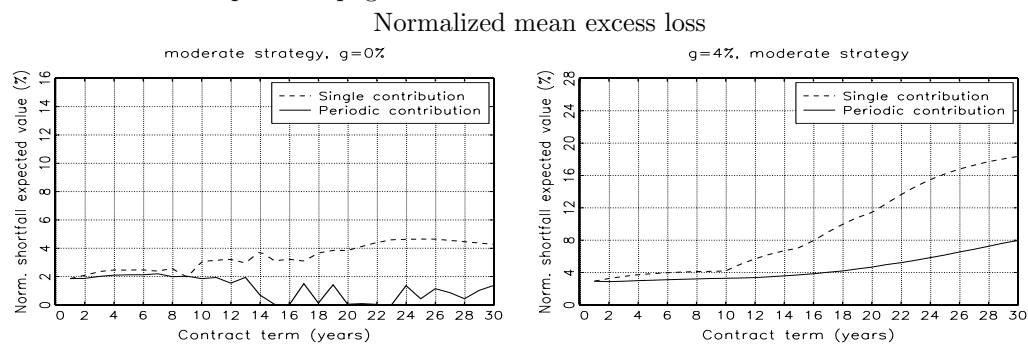 Normalized mean excess loss
moderate strategy, g=0%
Norm. shortfall expected value (%)
0 2 4 6 8 10 12 14 16
Single contribution
Periodic contribution
0 2 4 6 8 10 12 14 16 18 20 22 24 26 28 30
Contract term (years)
g=4%, moderate strategy
Norm. shortfall expected value (%)
0 4 8 12 16 20 24 28
Single contribution
Periodic contribution
0 2 4 6 8 10 12 14 16 18 20 22 24 26 28 30
Contract term (years)